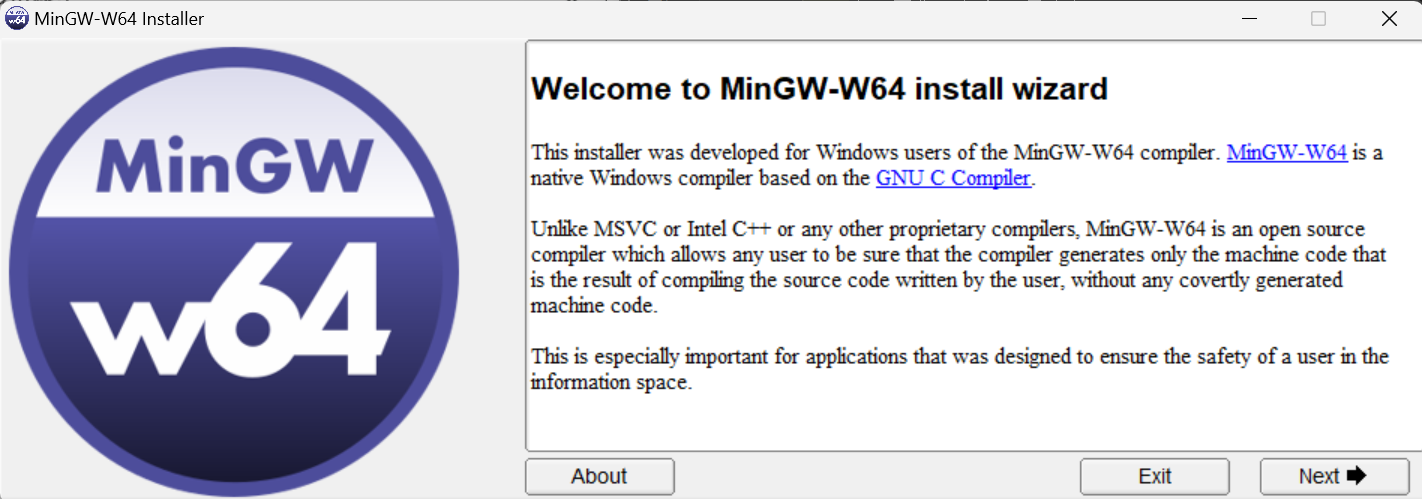 MinGW-W64 Installer
MinGW
w64
Welcome to MinGW-W64 install wizard
This installer was developed for Windows users of the MinGW-W64 compiler. MinGW-W64 is a
native Windows compiler based on the GNU C Compiler.
Unlike MSVC or Intel C++ or any other proprietary compilers, MinGW-W64 is an open source
compiler which allows any user to be sure that the compiler generates only the machine code that
is the result of compiling the source code written by the user, without any covertly generated
machine code.
This is especially important for applications that was designed to ensure the safety of a user in the
information space.
About
Exit
Next